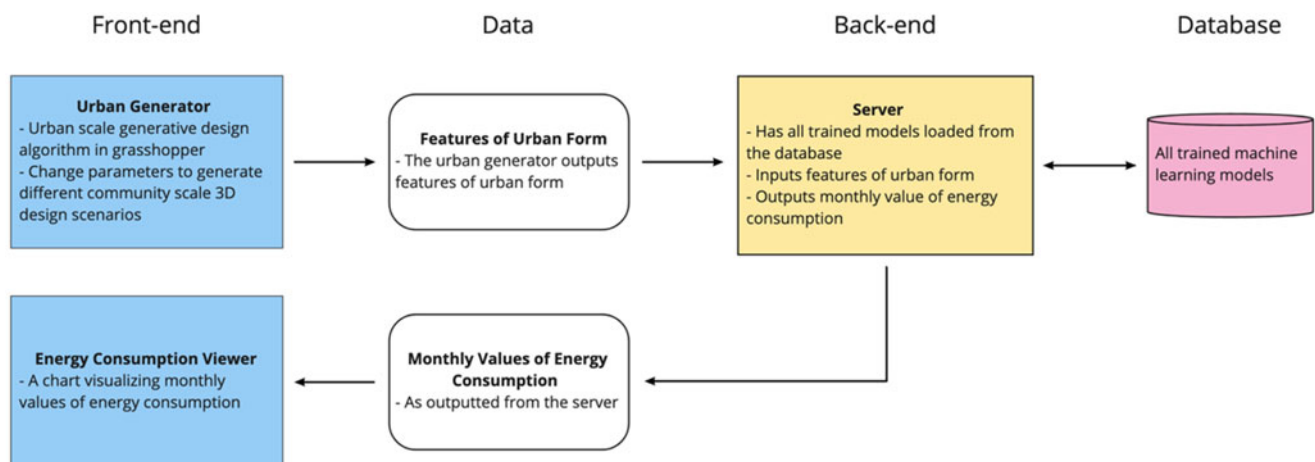 Front-end
Data
Back-end
Database
Urban Generator
- Urban scale generative design
algorithm in grasshopper
- Change parameters to generate
different community scale 3D
design scenarios
Features of Urban Form
- The urban generator outputs
features of urban form
Server
- Has all trained models loaded from
the database
- Inputs features of urban form
- Outputs monthly value of energy
consumption
All trained machine
learning models
Energy Consumption Viewer
- A chart visualizing monthly
values of energy consumption
Monthly Values of Energy
Consumption
- As outputted from the server